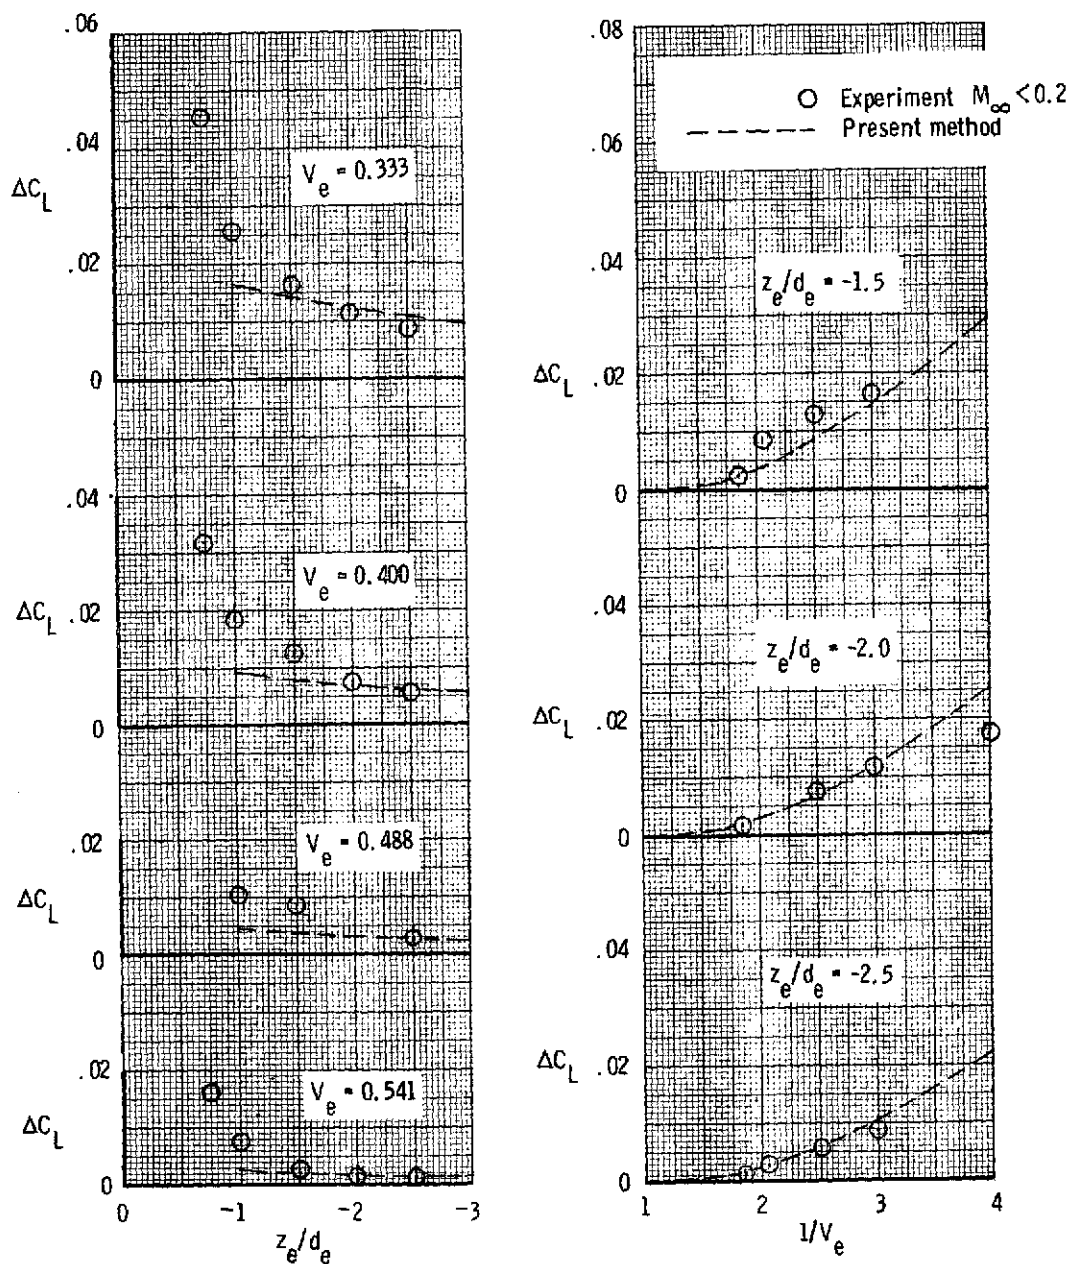 .06
.04
ΔC_L
V_e = 0.333
.02
0
.04
V_e = 0.400
ΔC_L
.02
0
.02
V_e = 0.488
ΔC_L
0
.02
V_e = 0.541
ΔC_L
0
0 -1 -2 -3
z_e/d_e
.08
O Experiment M_∞ <0.2
--- Present method
.06
.04
z_e/d_e = -1.5
ΔC_L
.02
0
.04
z_e/d_e = -2.0
ΔC_L
.02
0
.04
z_e/d_e = -2.5
ΔC_L
.02
0
1 2 3 4
1/V_e